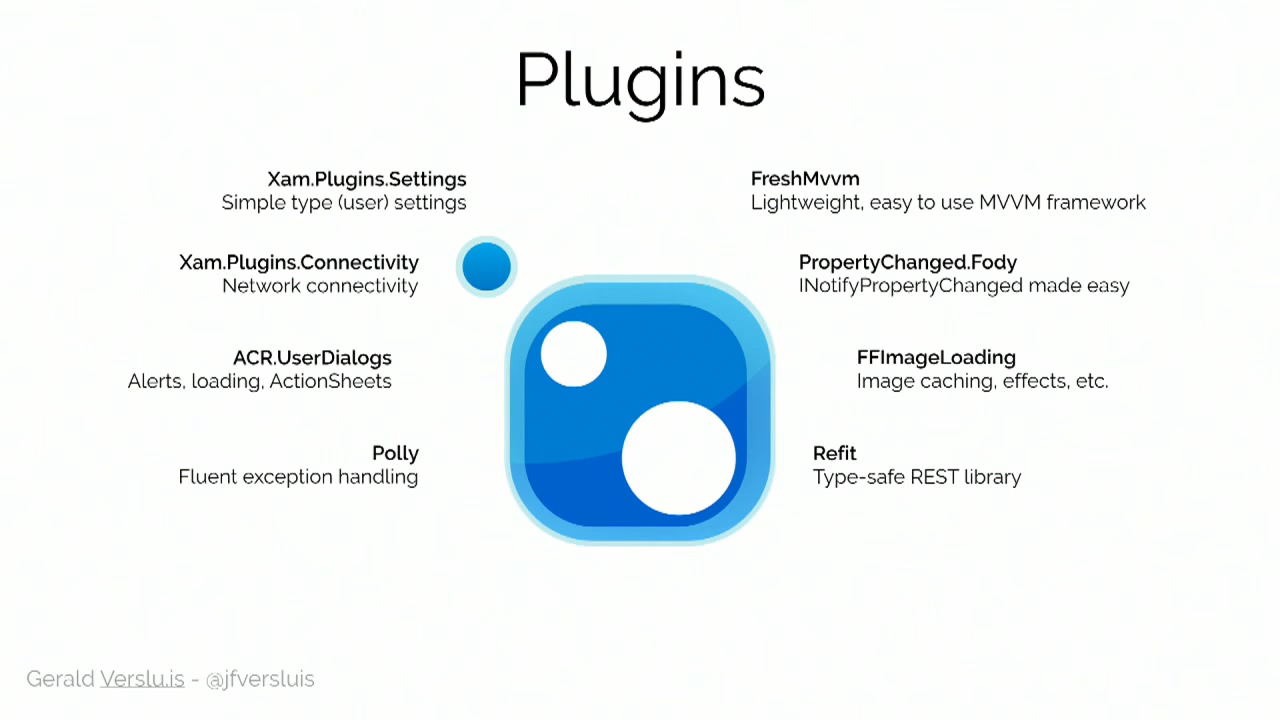 Plugins
Xam.Plugins.Settings
Simple type (user) settings
Xam.Plugins.Connectivity
Network connectivity
ACR.UserDialogs
Alerts, loading, ActionSheets
Polly
Fluent exception handling
FreshMvvm
Lightweight, easy to use MVVM framework
PropertyChanged.Fody
INotifyPropertyChanged made easy
FFImageLoading
Image caching, effects, etc.
Refit
Type-safe REST library
Gerald Verslu.is - @jfversluis